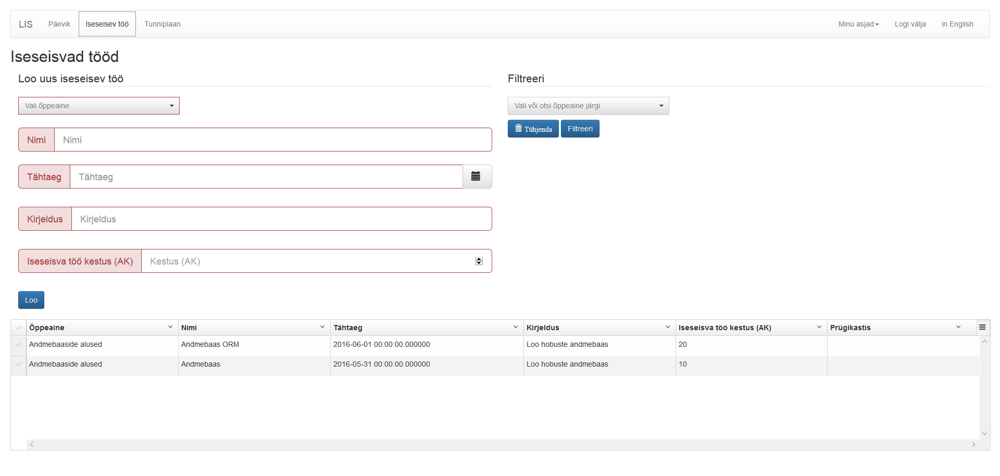 LIS Päevik Iseseisev töö Tunniplaan Minu asjad Logi välja in English
Iseseisvad tööd
Loo uus iseseisev töö
Vali õppeaine
Nimi Nimi
Tähtaeg Tähtaeg
Kirjeldus Kirjeldus
Iseseisva töö kestus (AK) Kestus (AK)
Loo
Filtreeri
Vali või otsi õppeaine järgi
Tühjenda Filtreeri
Õppeaine Nimi Tähtaeg Kirjeldus Iseseisva töö kestus (AK) Prügikastis
Andmebaaside alused Andmebaas ORM 2016-06-01 00:00:00.000000 Loo hobuste andmebaas 20
Andmebaaside alused Andmebaas 2016-05-31 00:00:00.000000 Loo hobuste andmebaas 10